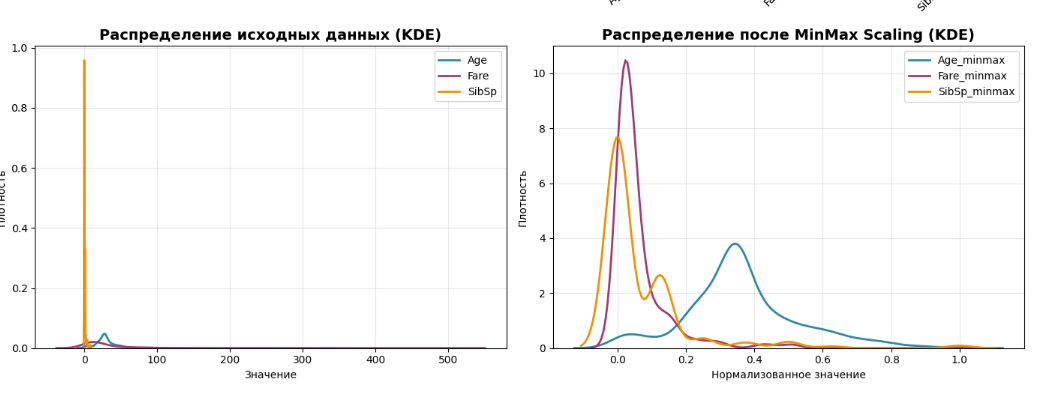 Распределение исходных данных (KDE)
Age
Fare
SibSp
1.0
0.8
0.6
0.4
0.2
0.0
0
100
200
300
400
500
Значение
Распределение после MinMax Scaling (KDE)
Age_minmax
Fare_minmax
SibSp_minmax
Плотность
10
8
6
4
2
0
0.0
0.2
0.4
0.6
0.8
1.0
Нормализованное значение